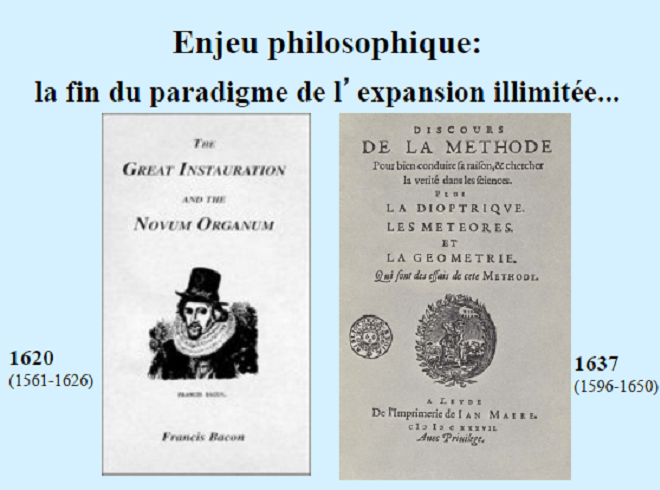 Enjeu philosophique:
la fin du paradigme de l’ expansion illimitée...
THE
GREAT INSTAURATION
AND THE
NOVUM ORGANUM
FRANCIS BACON.
Francis Bacon
1620
(1561-1626)
DISCOURS
DE LA METHODE
Pour bien conduire sa raison, & chercher
la verité dans les sciences.
PLUS
LA DIOPTRIQVE.
LES METEORES.
ET
LA GEOMETRIE.
Qui sont des essais de cete METHODE.
A LEYDE
De l'Imprimerie de IAN MAIRE.
CIↃ IↃ C XXXVII.
Auec Priuilege.
1637
(1596-1650)